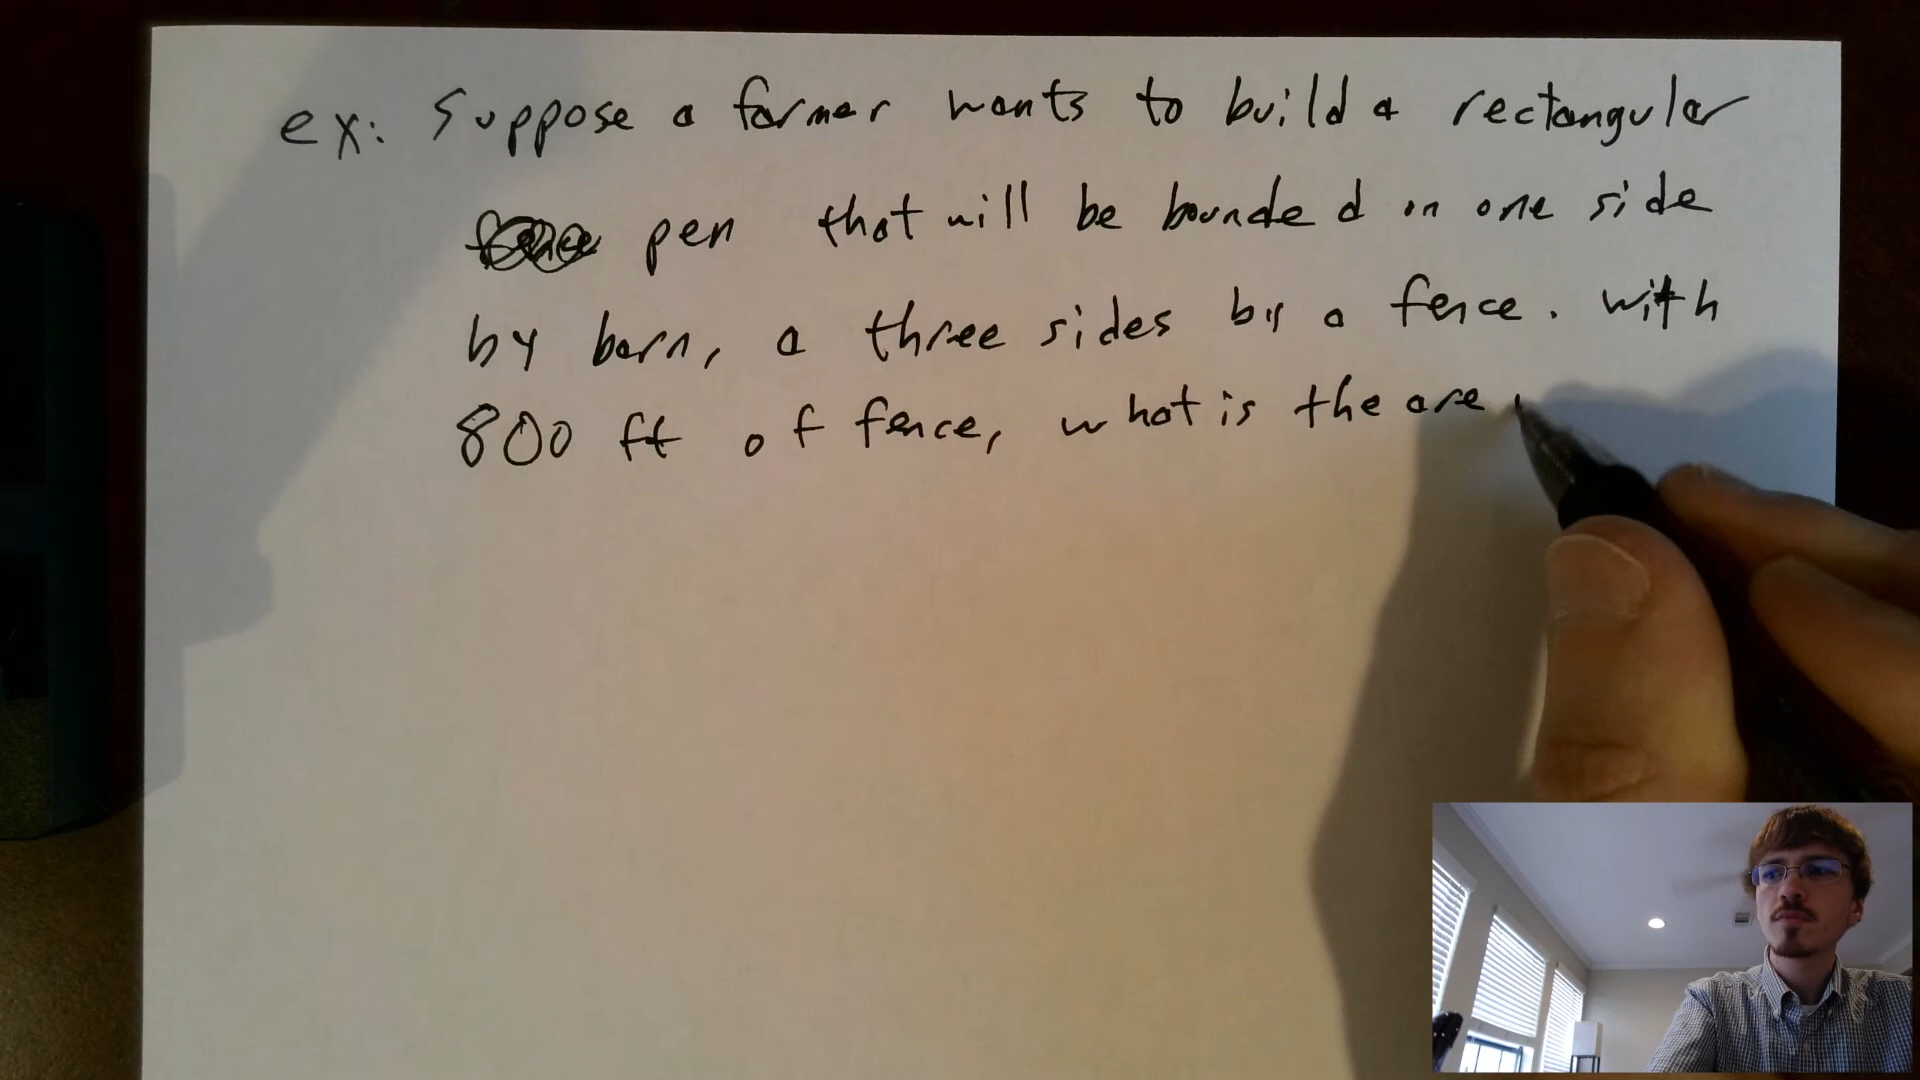 ex: Suppose a farmer wants to build a rectangular
pen that will be bounded on one side
by barn, a three sides by a fence. with
800 ft of fence, what is the are